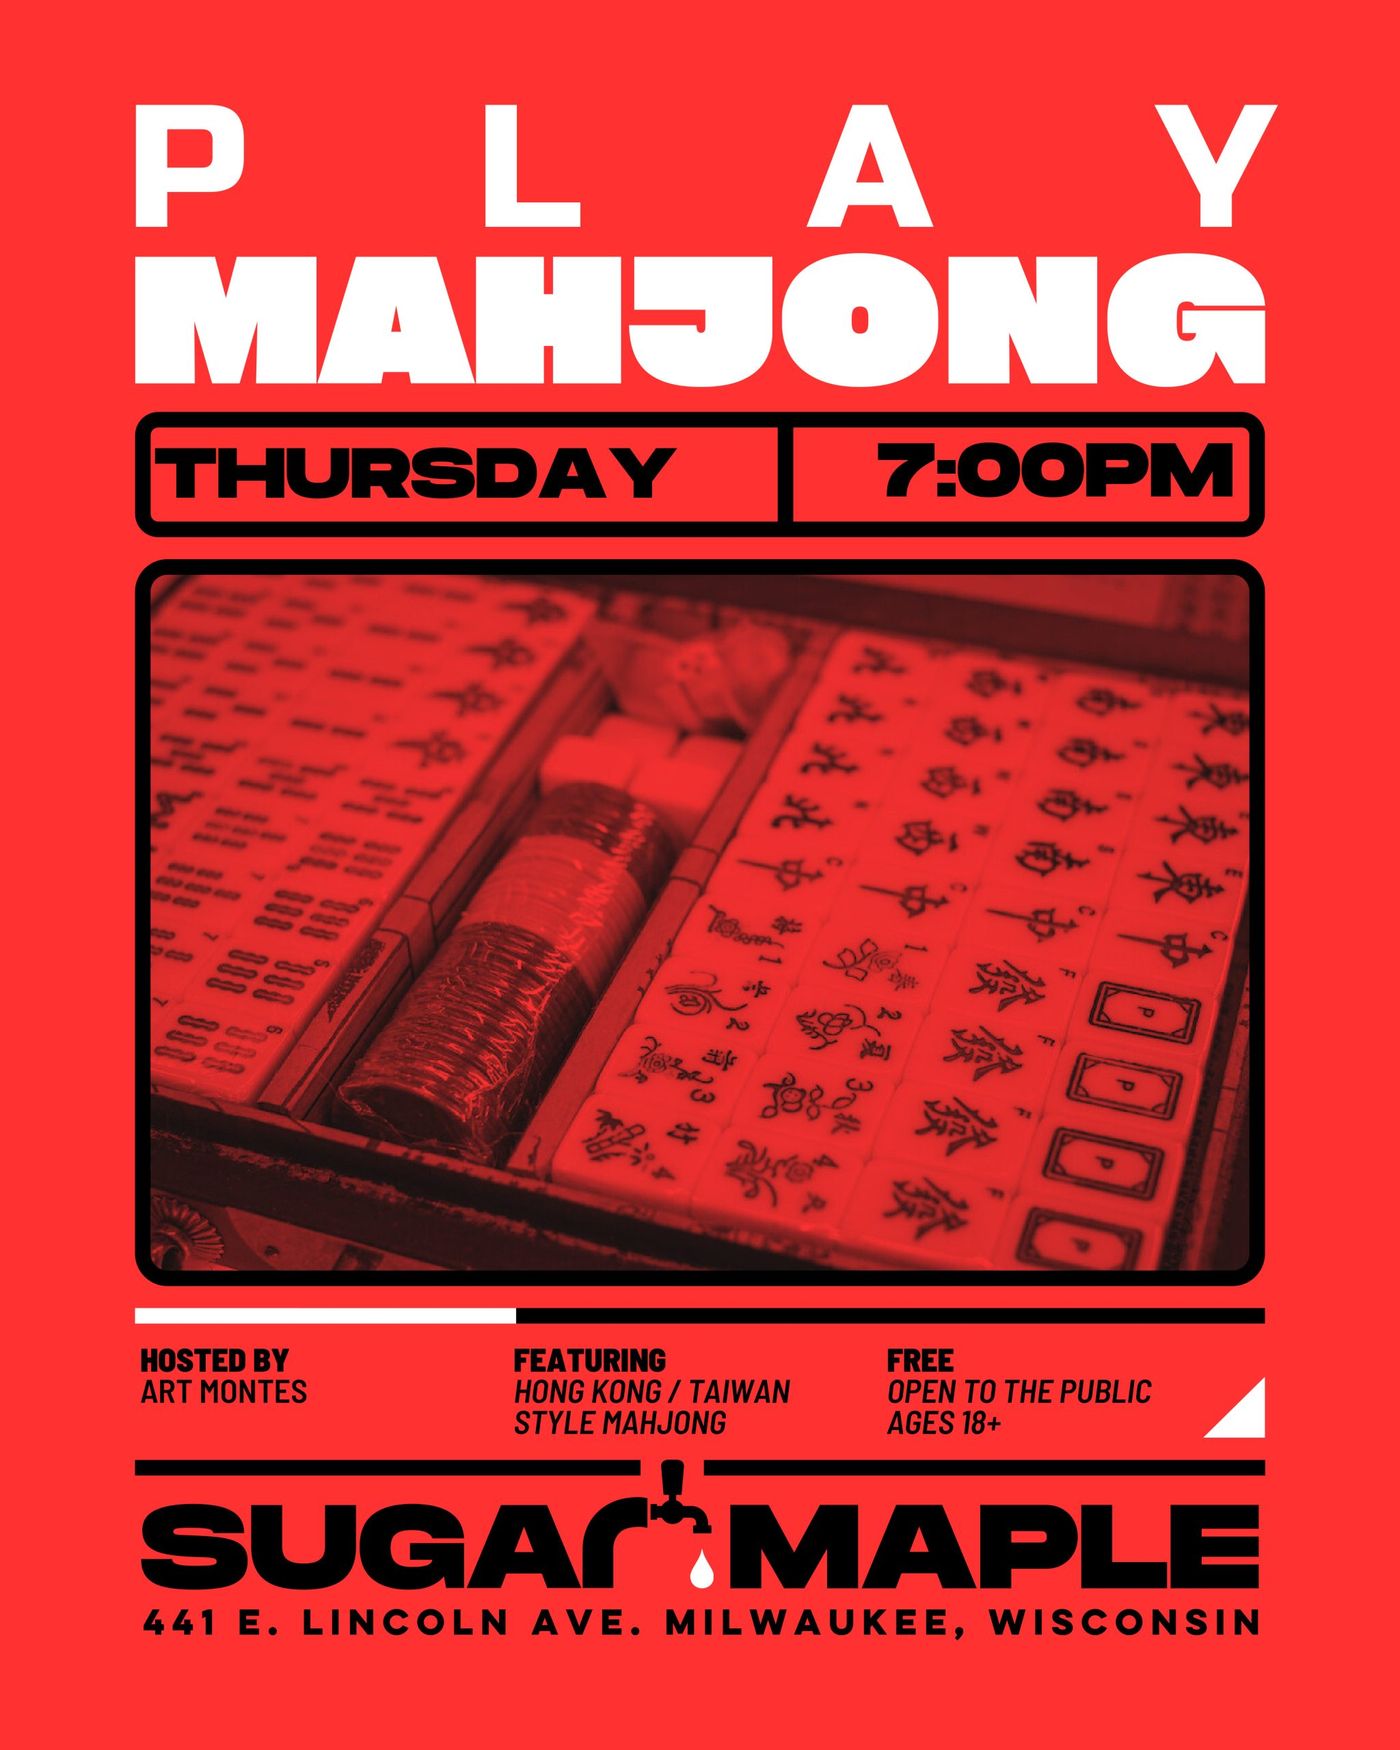 PLAY
MAHJONG
THURSDAY
7:00PM
HOSTED BY
ART MONTES
FEATURING
HONG KONG / TAIWAN
STYLE MAHJONG
FREE
OPEN TO THE PUBLIC
AGES 18+
SUGAr MAPLE
441 E. LINCOLN AVE. MILWAUKEE, WISCONSIN